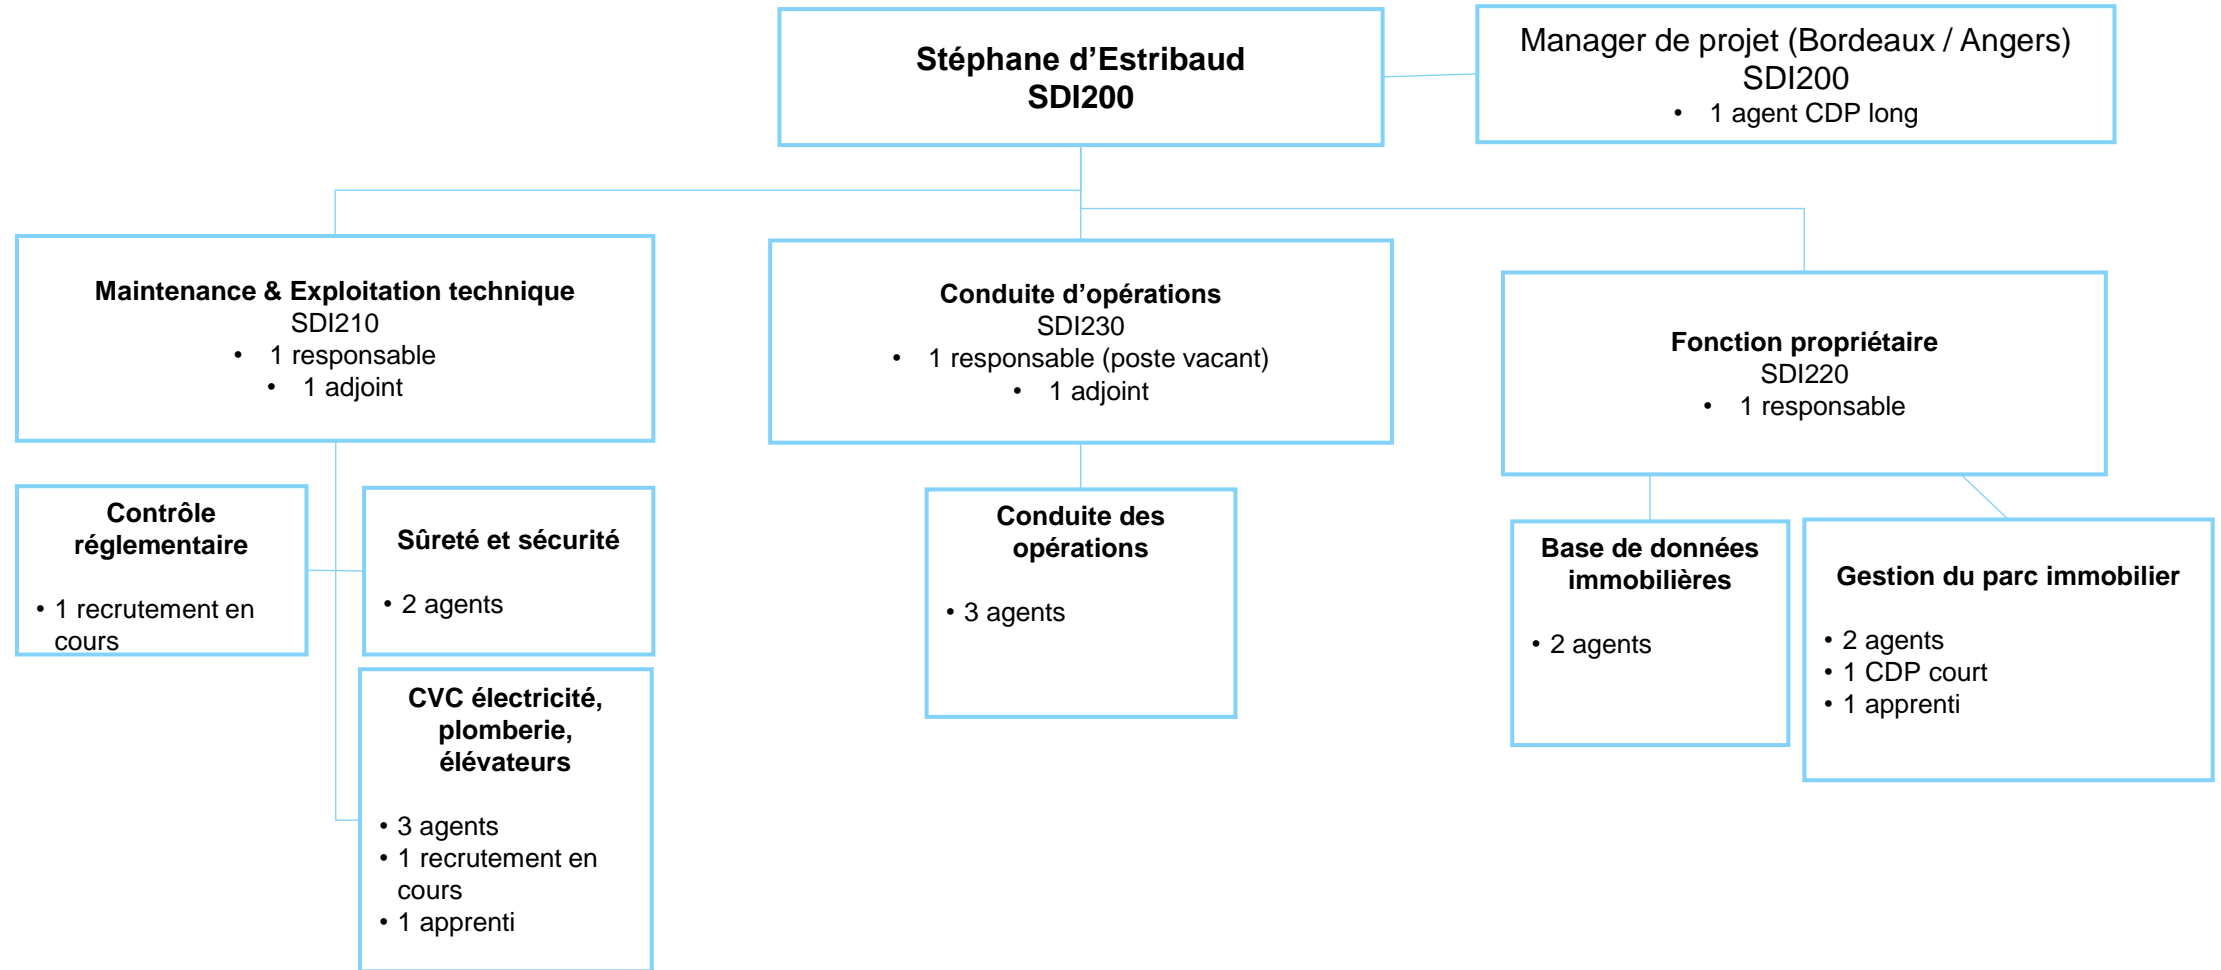 Stéphane d’Estribaud
SDI200
Manager de projet (Bordeaux / Angers)
SDI200
• 1 agent CDP long
Maintenance & Exploitation technique
SDI210
• 1 responsable
• 1 adjoint
Conduite d’opérations
SDI230
• 1 responsable (poste vacant)
• 1 adjoint
Fonction propriétaire
SDI220
• 1 responsable
Contrôle
réglementaire
• 1 recrutement en
cours
Sûreté et sécurité
• 2 agents
CVC électricité,
plomberie,
élévateurs
• 3 agents
• 1 recrutement en
cours
• 1 apprenti
Conduite des
opérations
• 3 agents
Base de données
immobilières
• 2 agents
Gestion du parc immobilier
• 2 agents
• 1 CDP court
• 1 apprenti